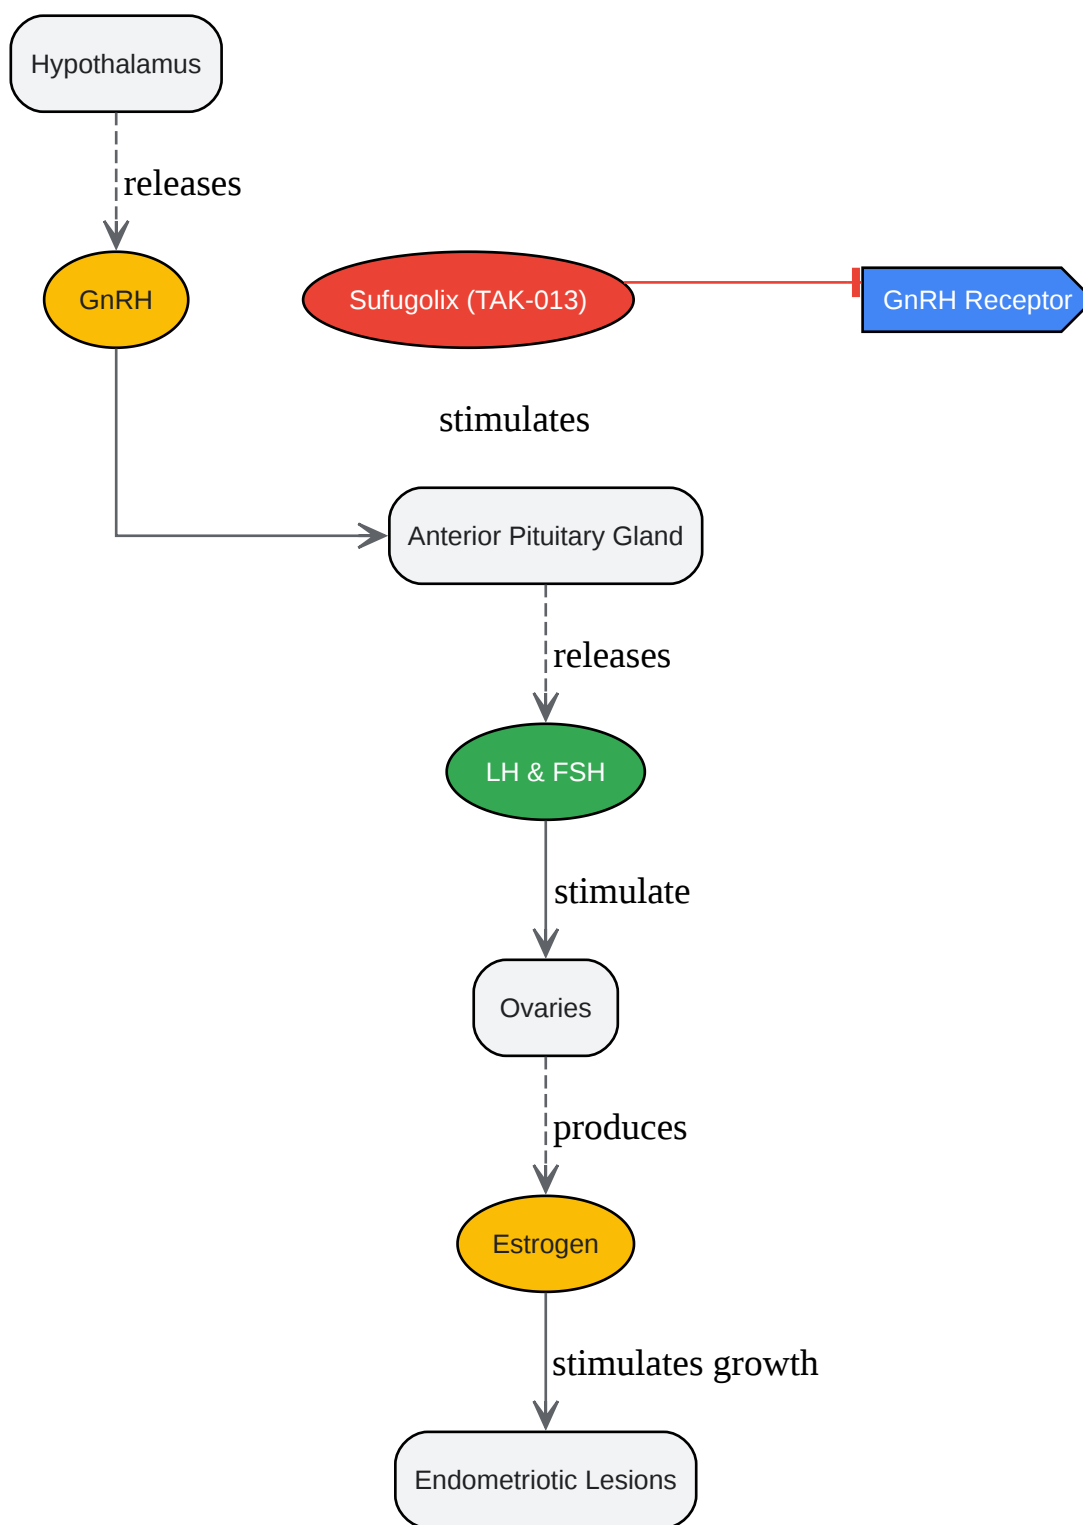 Hypothalamus
releases
GnRH
Sufugolix (TAK-013)
GnRH Receptor
stimulates
Anterior Pituitary Gland
releases
LH & FSH
stimulate
Ovaries
produces
Estrogen
stimulates growth
Endometriotic Lesions